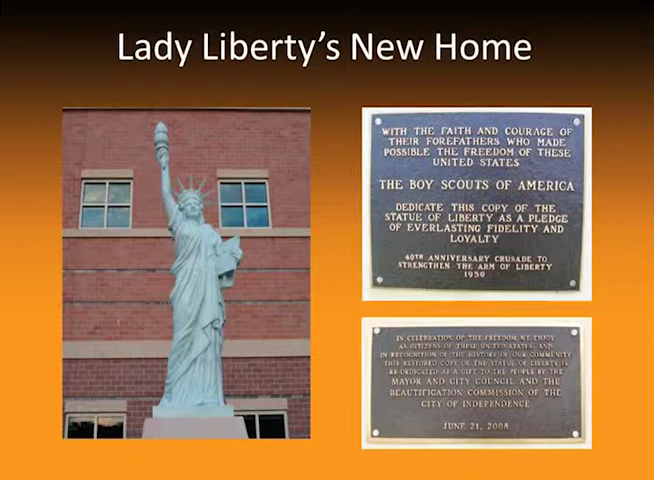 Lady Liberty's New Home
WITH THE FAITH AND COURAGE OF
THEIR FOREFATHERS WHO MADE
POSSIBLE THE FREEDOM OF THESE
UNITED STATES
THE BOY SCOUTS OF AMERICA
DEDICATE THIS COPY OF THE
STATUE OF LIBERTY AS A PLEDGE
OF EVERLASTING FIDELITY AND
LOYALTY
40TH ANNIVERSARY CRUSADE TO
STRENGTHEN THE ARM OF LIBERTY
1950
IN CELEBRATION OF THE FREEDOM WE ENJOY
AS CITIZENS OF THESE UNITED STATES, AND
IN RECOGNITION OF THE HISTORY OF OUR COMMUNITY
THIS RESTORED COPY OF THE STATUE OF LIBERTY IS
RE-DEDICATED AS A GIFT TO THE PEOPLE BY THE
MAYOR AND CITY COUNCIL AND THE
BEAUTIFICATION COMMISSION OF THE
CITY OF INDEPENDENCE
JUNE 21, 2008